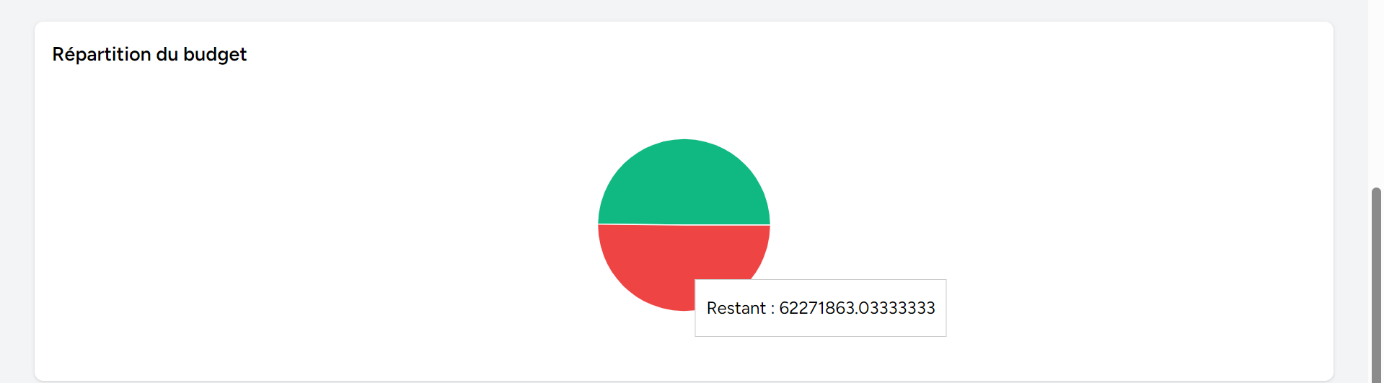 Répartition du budget
Restant : 62271863.03333333